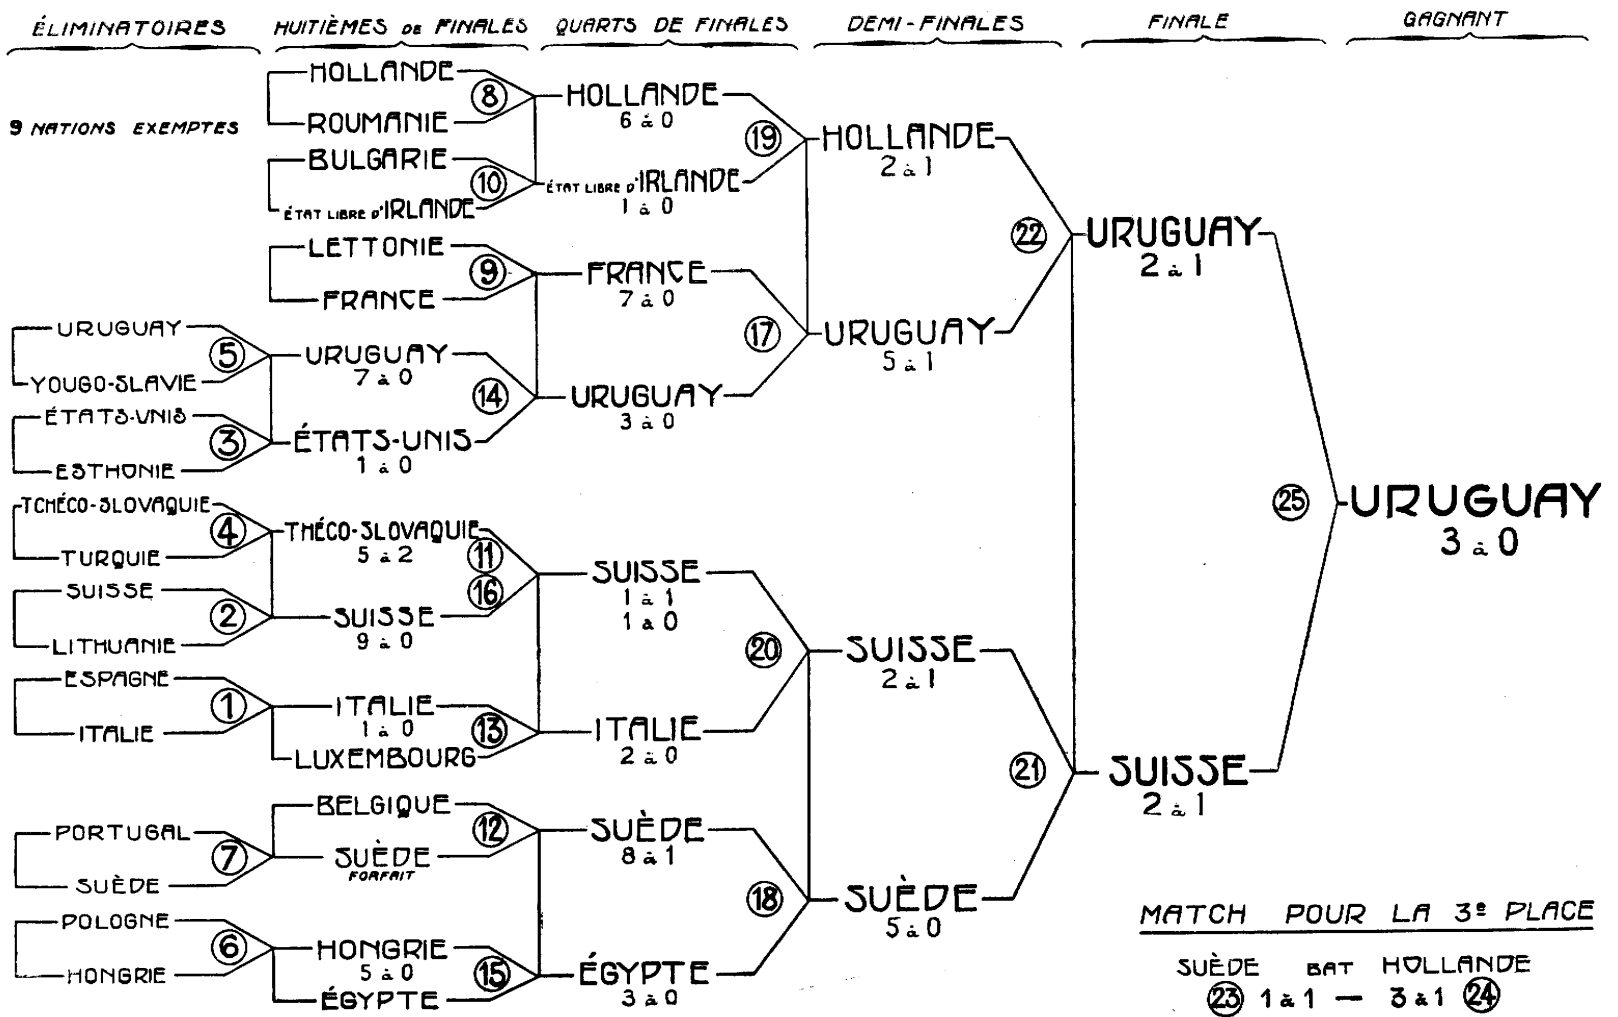 ÉLIMINATOIRES
HUITIÈMES DE FINALES
QUARTS DE FINALES
DEMI-FINALES
FINALE
GAGNANT
9 NATIONS EXEMPTES
URUGUAY
5
YOUGO-SLAVIE
ÉTATS-UNIS
3
ESTHONIE
TCHÉCO-SLOVAQUIE
4
TURQUIE
SUISSE
2
LITHUANIE
ESPAGNE
1
ITALIE
PORTUGAL
7
SUÈDE
POLOGNE
6
HONGRIE
HOLLANDE
8
ROUMANIE
BULGARIE
10
ÉTAT LIBRE D'IRLANDE
LETTONIE
9
FRANCE
URUGUAY
7 à 0
14
ÉTATS-UNIS
1 à 0
THÉCO-SLOVAQUIE
5 à 2
11
16
SUISSE
9 à 0
ITALIE
1 à 0
13
LUXEMBOURG
BELGIQUE
12
SUÈDE
FORFAIT
HONGRIE
5 à 0
15
ÉGYPTE
HOLLANDE
6 à 0
19
ÉTAT LIBRE D'IRLANDE
1 à 0
FRANCE
7 à 0
17
URUGUAY
3 à 0
SUISSE
1 à 1
1 à 0
20
ITALIE
2 à 0
SUÈDE
8 à 1
18
ÉGYPTE
3 à 0
HOLLANDE
2 à 1
22
URUGUAY
5 à 1
SUISSE
2 à 1
21
SUÈDE
5 à 0
URUGUAY
2 à 1
25
SUISSE
2 à 1
URUGUAY
3 à 0
MATCH POUR LA 3e PLACE
SUÈDE BAT HOLLANDE
23 1 à 1 — 3 à 1 24